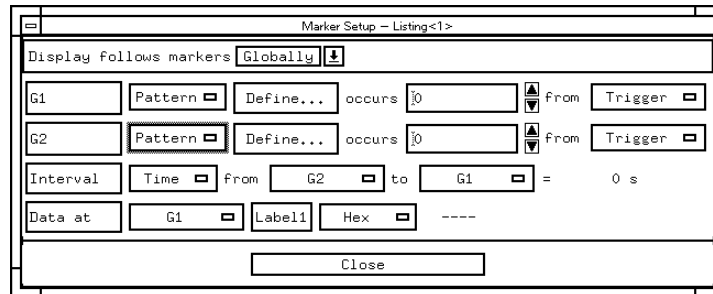 Marker Setup — Listing<1>
Display follows markers Globally
G1 Pattern Define... occurs 0 from Trigger
G2 Pattern Define... occurs 0 from Trigger
Interval Time from G2 to G1 = 0 s
Data at G1 Label1 Hex ----
Close